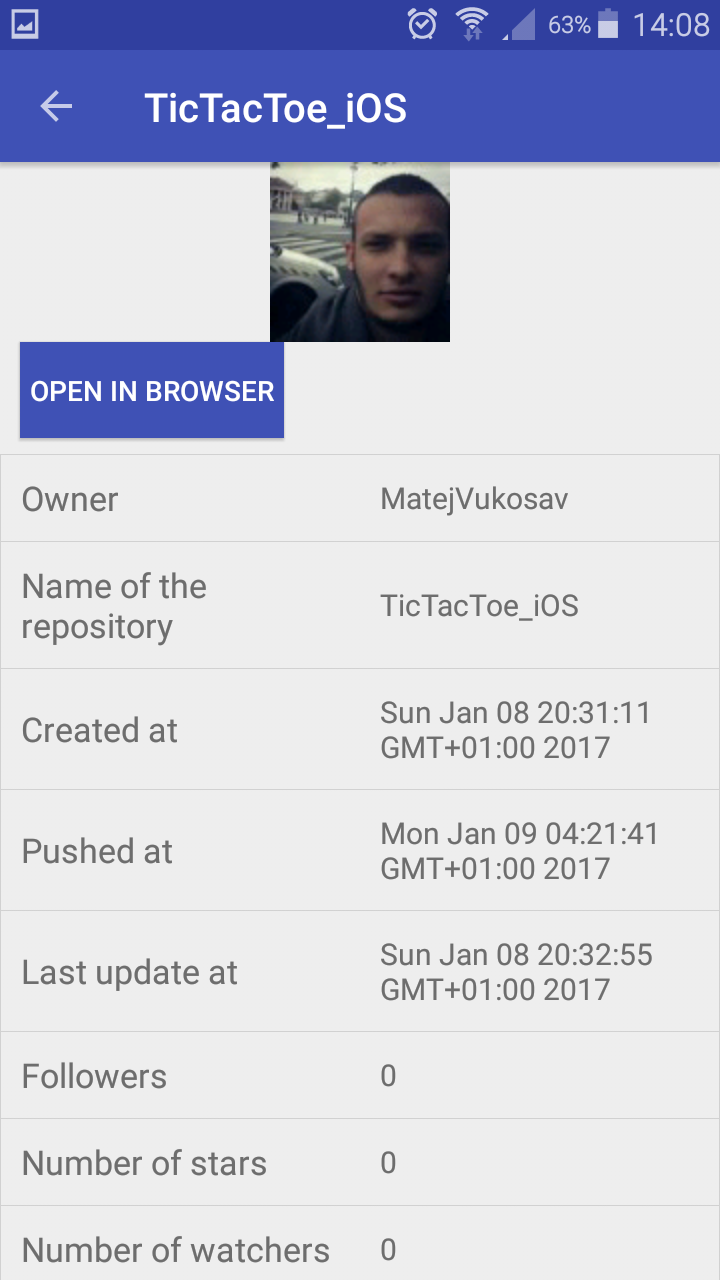 63% 14:08
TicTacToe_iOS
OPEN IN BROWSER
Owner MatejVukosav
Name of the
repository
TicTacToe_iOS
Created at
Sun Jan 08 20:31:11
GMT+01:00 2017
Pushed at
Mon Jan 09 04:21:41
GMT+01:00 2017
Last update at
Sun Jan 08 20:32:55
GMT+01:00 2017
Followers 0
Number of stars 0
Number of watchers 0